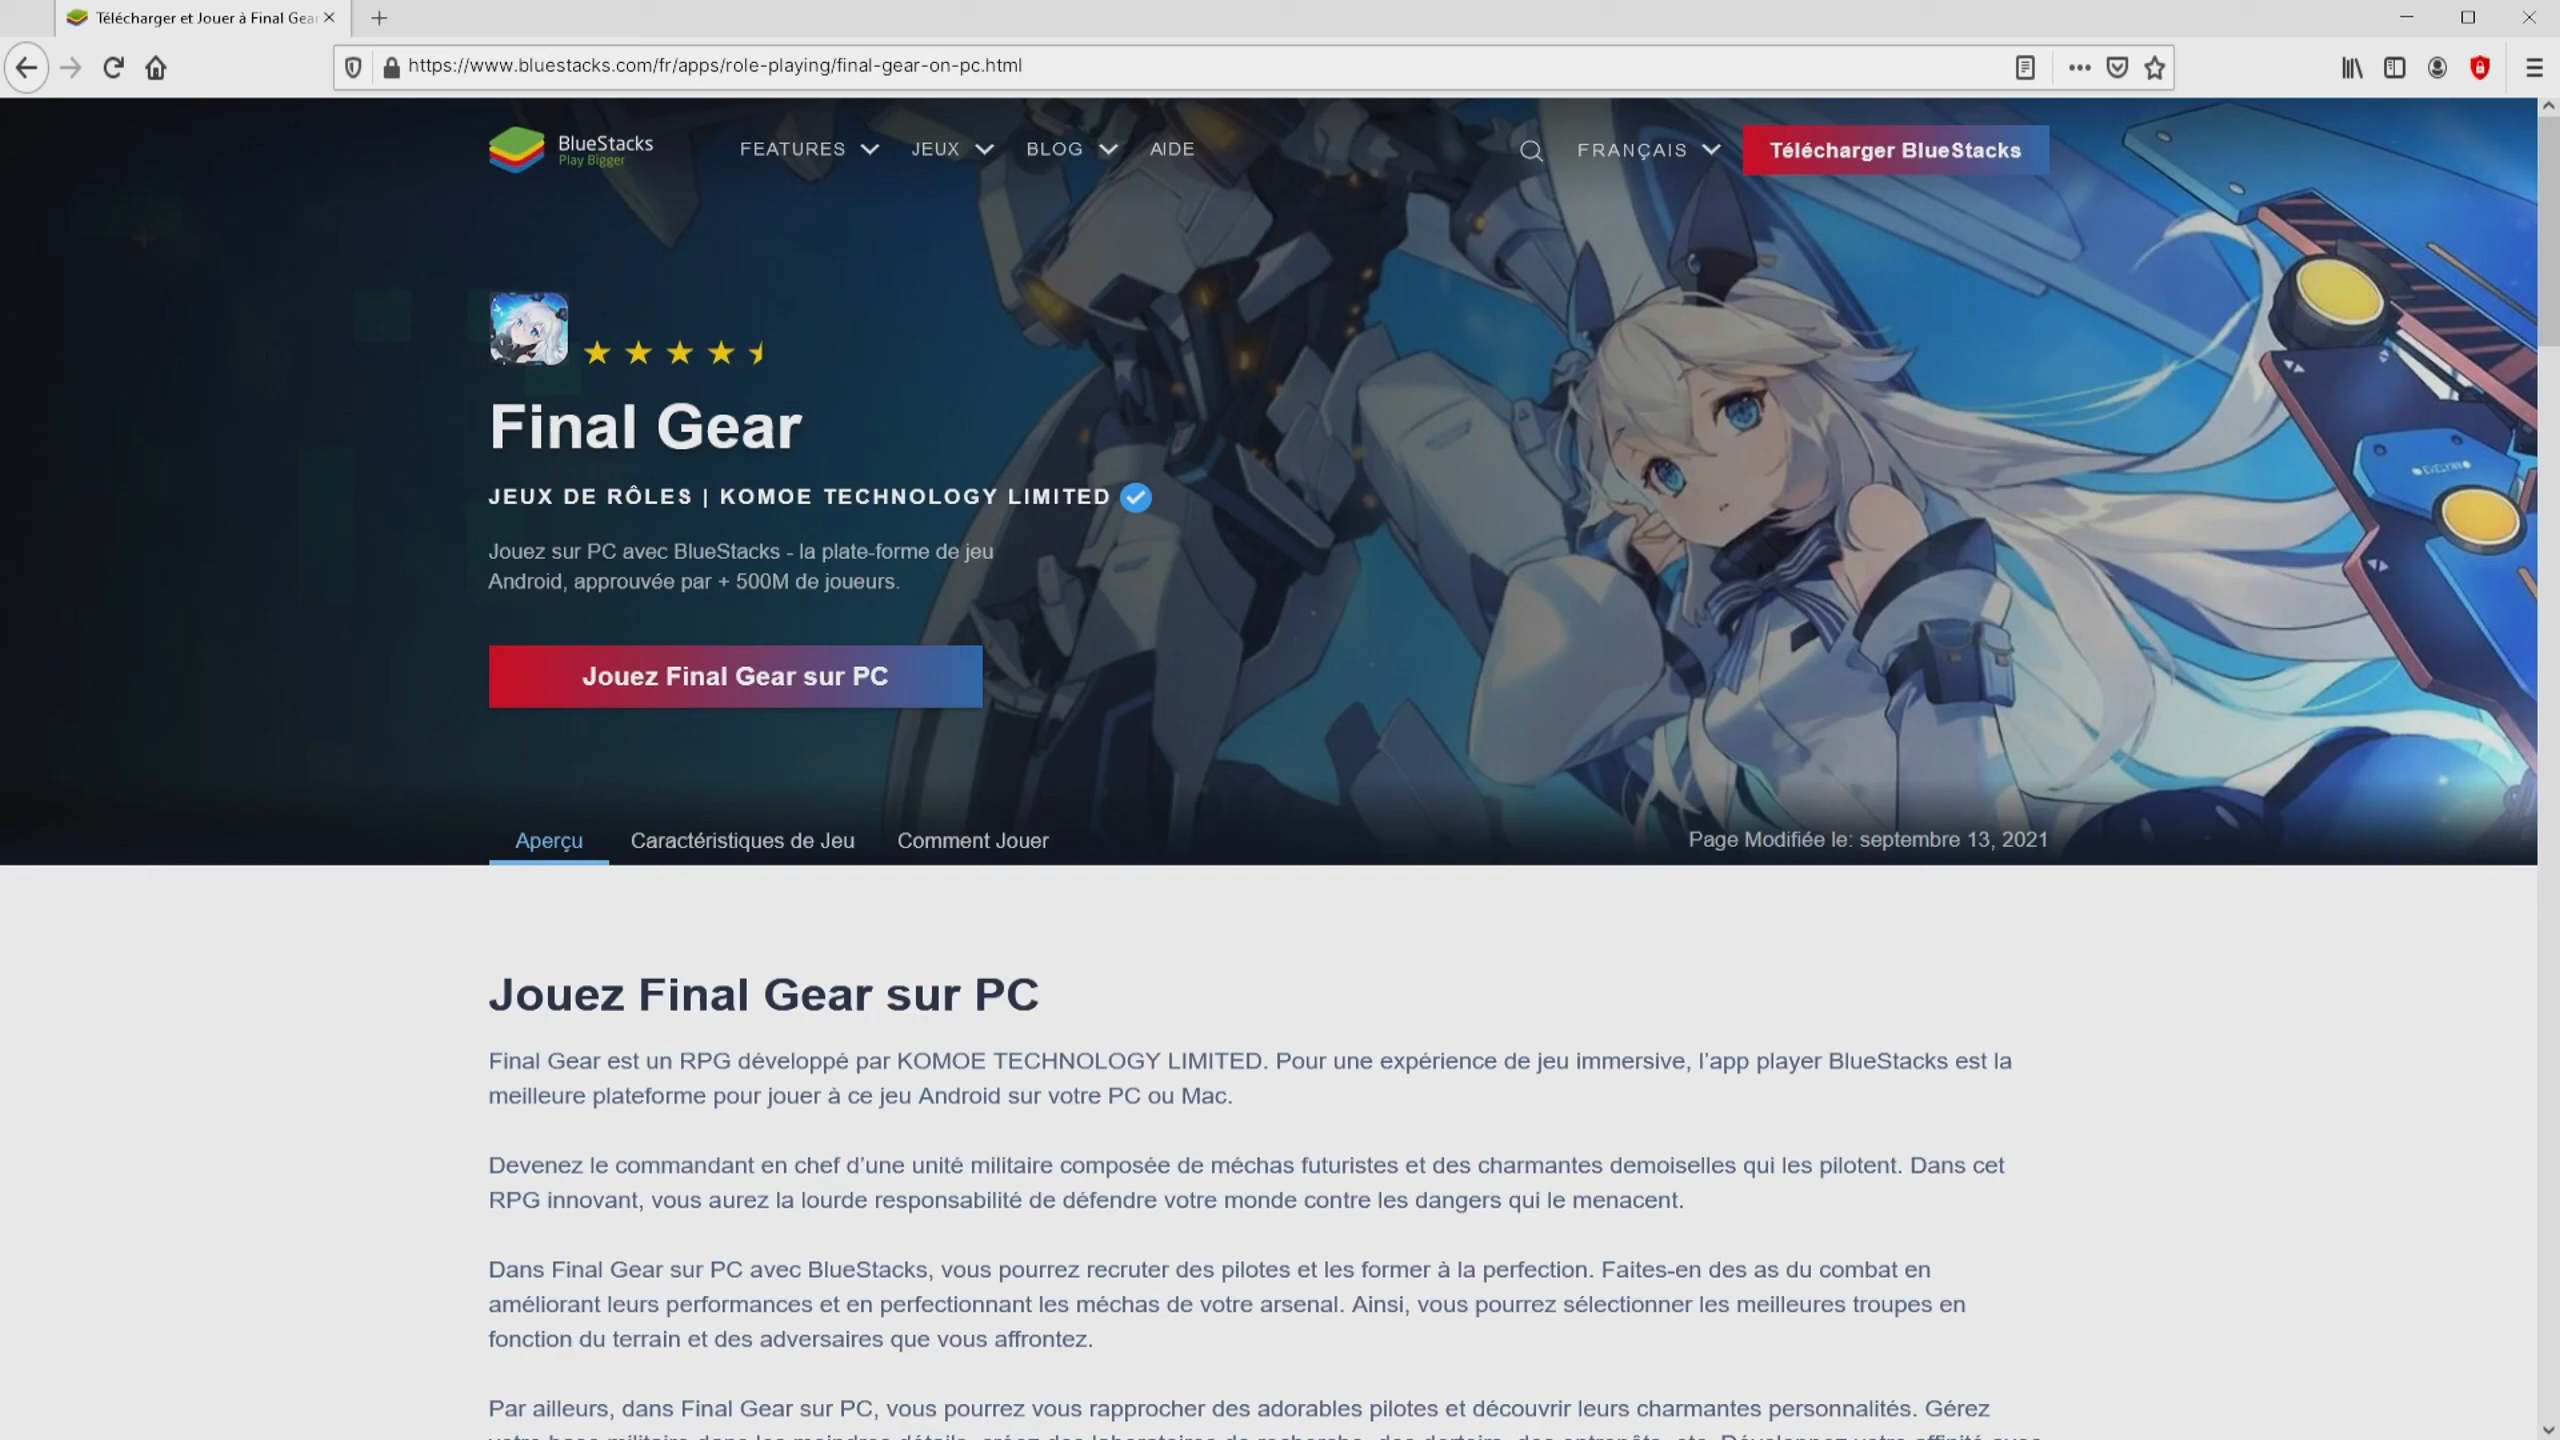 Télécharger et Jouer à Final Gear
https://www.bluestacks.com/fr/apps/role-playing/final-gear-on-pc.html
BlueStacks
Play Bigger
FEATURES
JEUX
BLOG
AIDE
FRANÇAIS
Télécharger BlueStacks
Final Gear
JEUX DE RÔLES | KOMOE TECHNOLOGY LIMITED
Jouez sur PC avec BlueStacks - la plate-forme de jeu
Android, approuvée par + 500M de joueurs.
Jouez Final Gear sur PC
EVELYNN
Aperçu
Caractéristiques de Jeu
Comment Jouer
Page Modifiée le: septembre 13, 2021
Jouez Final Gear sur PC
Final Gear est un RPG développé par KOMOE TECHNOLOGY LIMITED. Pour une expérience de jeu immersive, l’app player BlueStacks est la
meilleure plateforme pour jouer à ce jeu Android sur votre PC ou Mac.
Devenez le commandant en chef d’une unité militaire composée de méchas futuristes et des charmantes demoiselles qui les pilotent. Dans cet
RPG innovant, vous aurez la lourde responsabilité de défendre votre monde contre les dangers qui le menacent.
Dans Final Gear sur PC avec BlueStacks, vous pourrez recruter des pilotes et les former à la perfection. Faites-en des as du combat en
améliorant leurs performances et en perfectionnant les méchas de votre arsenal. Ainsi, vous pourrez sélectionner les meilleures troupes en
fonction du terrain et des adversaires que vous affrontez.
Par ailleurs, dans Final Gear sur PC, vous pourrez vous rapprocher des adorables pilotes et découvrir leurs charmantes personnalités. Gérez